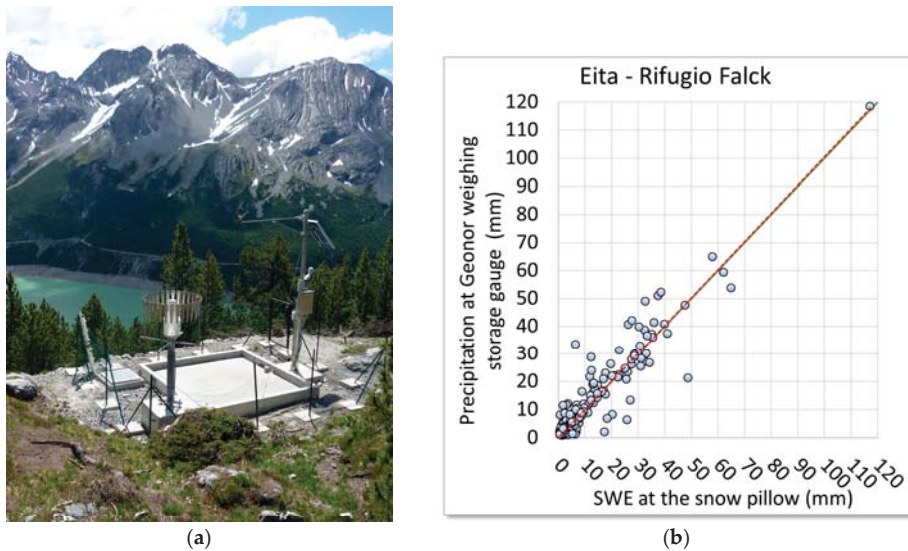 Eita - Rifugio Falck
Precipitation at Geonor weighing
storage gauge (mm)
120
110
100
90
80
70
60
50
40
30
20
10
0
0 10 20 30 40 50 60 70 80 90 100 110 120
SWE at the snow pillow (mm)
(a) (b)